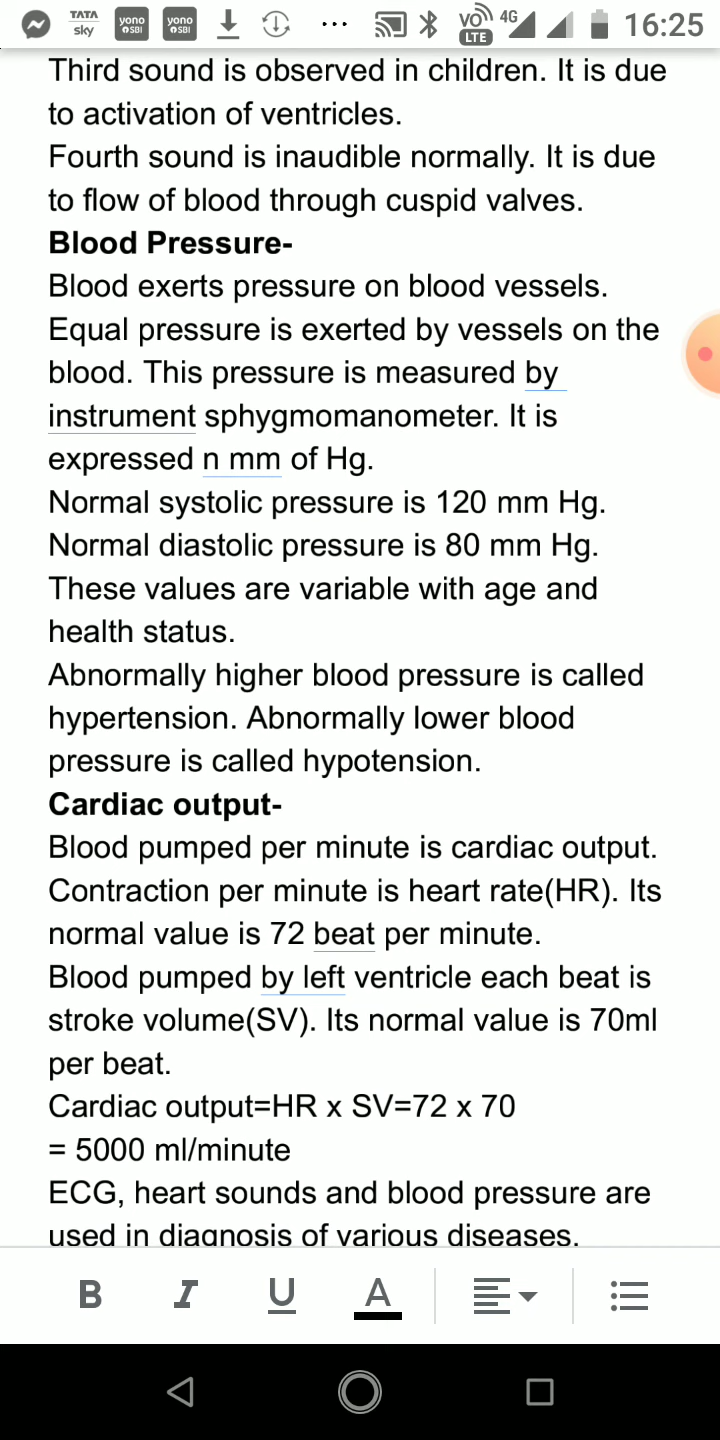 TATA sky
yono SBI
yono SBI
VO LTE
4G
16:25
Third sound is observed in children. It is due
to activation of ventricles.
Fourth sound is inaudible normally. It is due
to flow of blood through cuspid valves.
Blood Pressure-
Blood exerts pressure on blood vessels.
Equal pressure is exerted by vessels on the
blood. This pressure is measured by
instrument sphygmomanometer. It is
expressed n mm of Hg.
Normal systolic pressure is 120 mm Hg.
Normal diastolic pressure is 80 mm Hg.
These values are variable with age and
health status.
Abnormally higher blood pressure is called
hypertension. Abnormally lower blood
pressure is called hypotension.
Cardiac output-
Blood pumped per minute is cardiac output.
Contraction per minute is heart rate(HR). Its
normal value is 72 beat per minute.
Blood pumped by left ventricle each beat is
stroke volume(SV). Its normal value is 70ml
per beat.
Cardiac output=HR x SV=72 x 70
= 5000 ml/minute
ECG, heart sounds and blood pressure are
used in diagnosis of various diseases.
B I U A